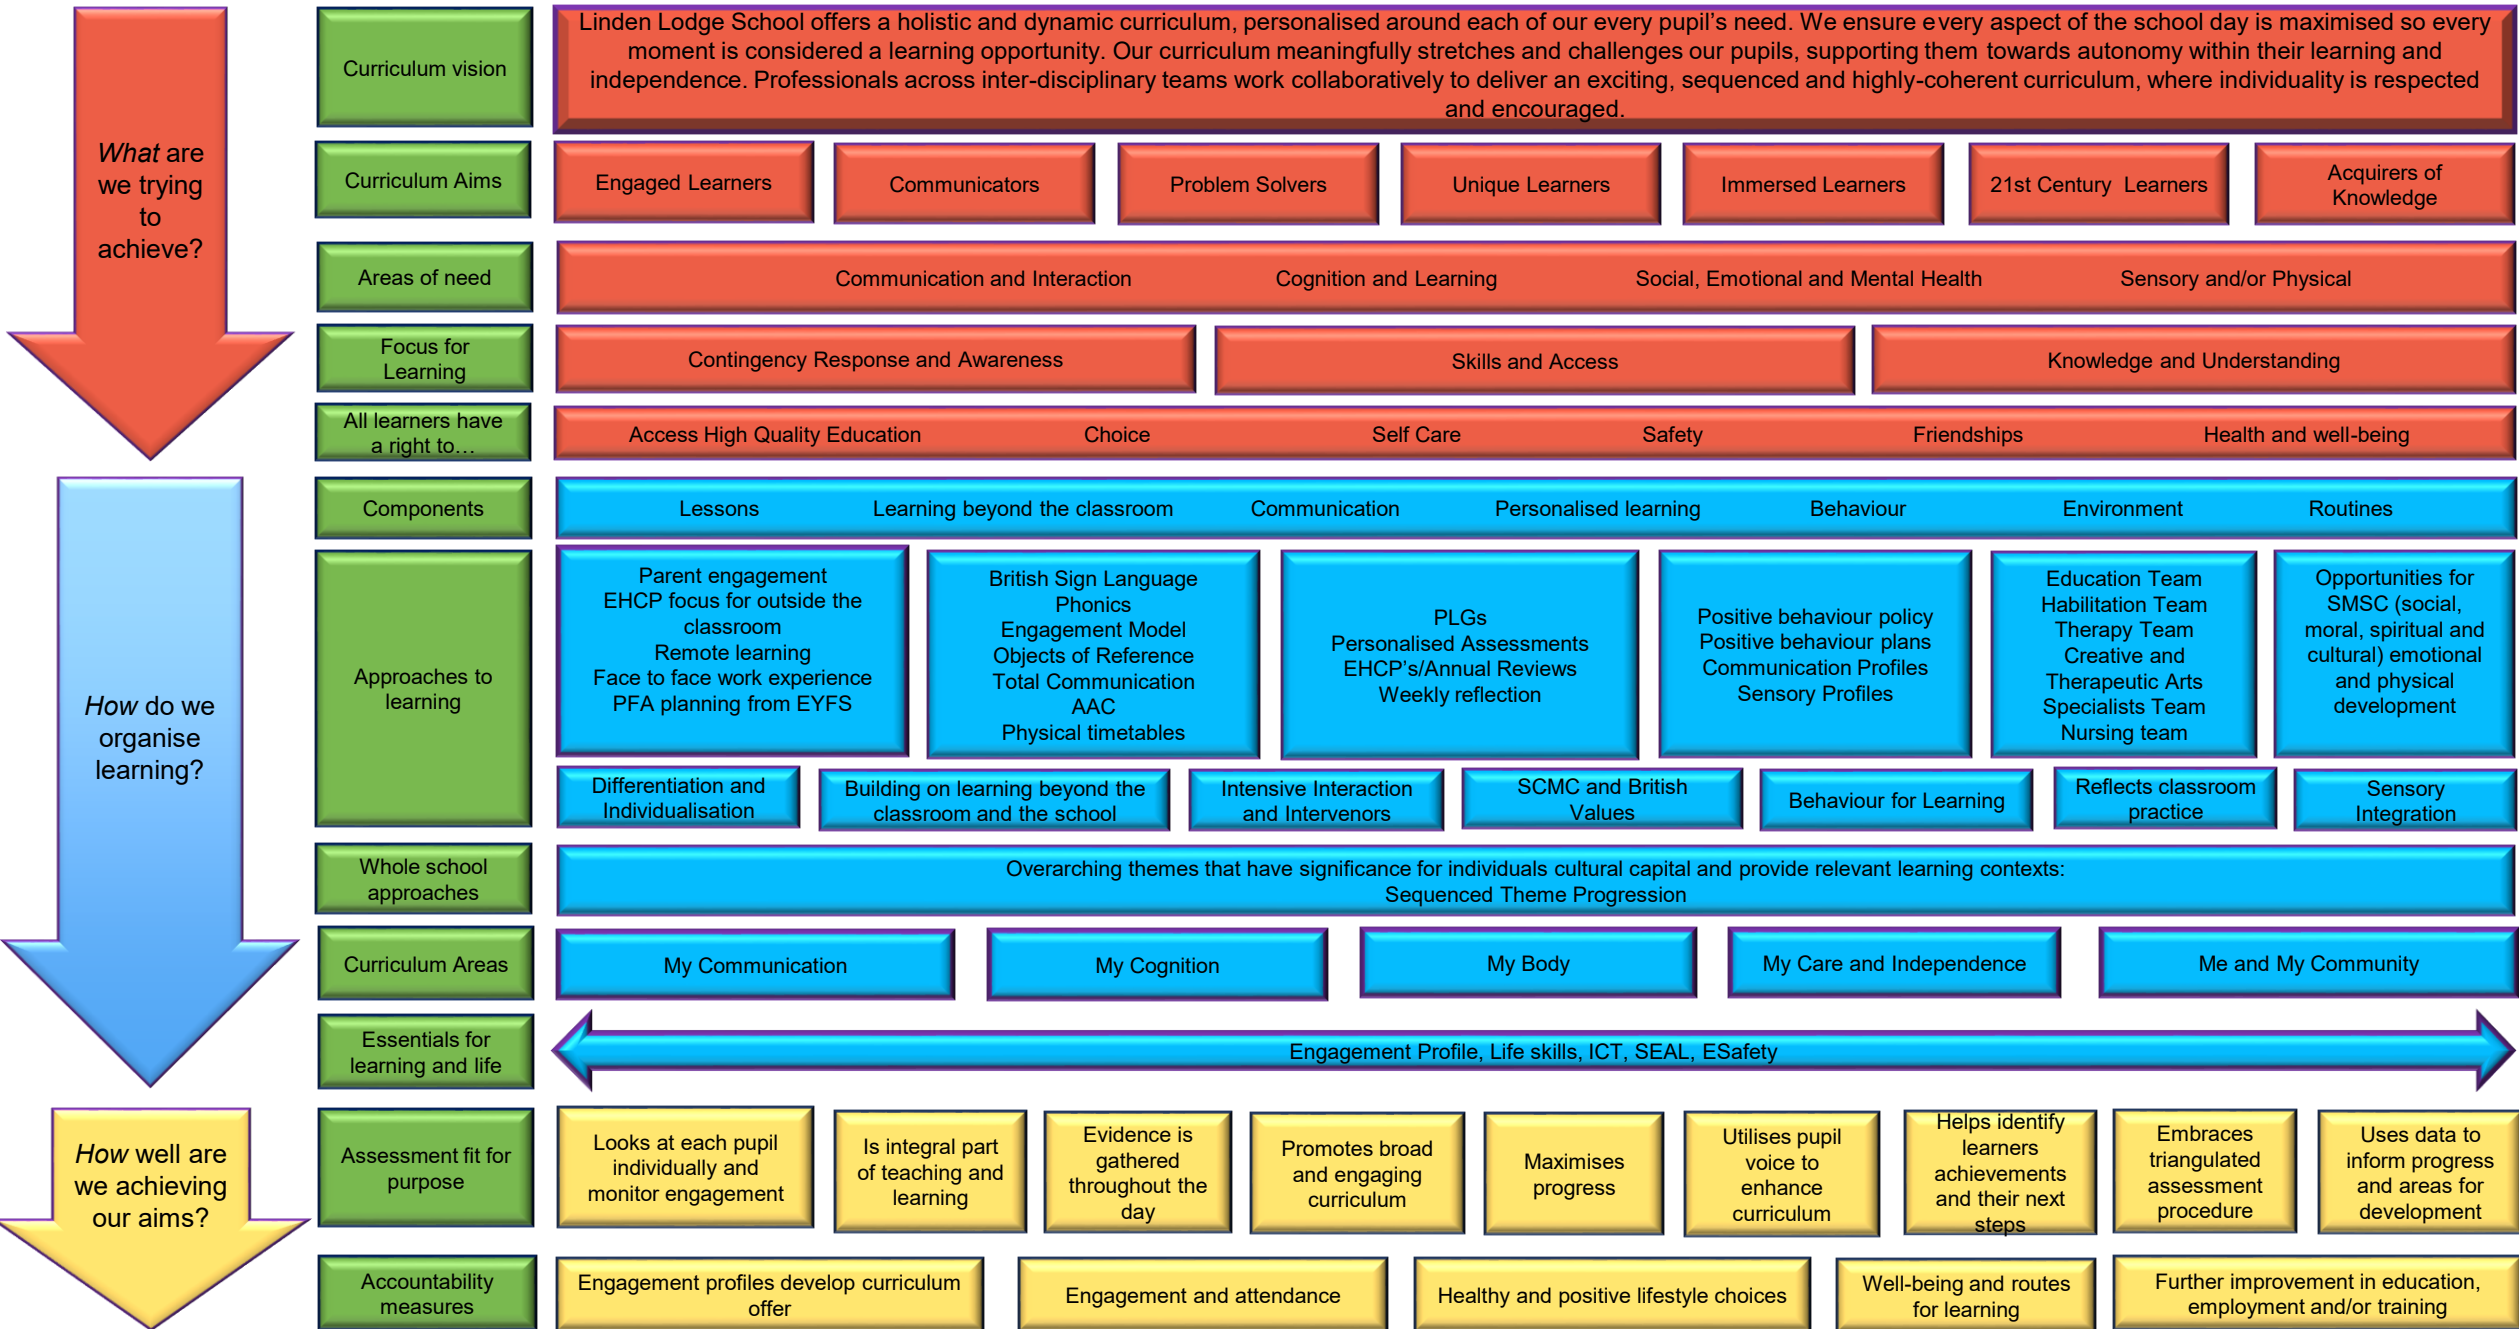 What are
we trying
to
achieve?
Curriculum vision
Linden Lodge School offers a holistic and dynamic curriculum, personalised around each of our every pupil's need. We ensure every aspect of the school day is maximised so every
moment is considered a learning opportunity. Our curriculum meaningfully stretches and challenges our pupils, supporting them towards autonomy within their learning and
independence. Professionals across inter-disciplinary teams work collaboratively to deliver an exciting, sequenced and highly-coherent curriculum, where individuality is respected
and encouraged.
Curriculum Aims
Engaged Learners
Communicators
Problem Solvers
Unique Learners
Immersed Learners
21st Century Learners
Acquirers of
Knowledge
Areas of need
Communication and Interaction
Cognition and Learning
Social, Emotional and Mental Health
Sensory and/or Physical
Focus for
Learning
Contingency Response and Awareness
Skills and Access
Knowledge and Understanding
All learners have
a right to…
Access High Quality Education
Choice
Self Care
Safety
Friendships
Health and well-being
How do we
organise
learning?
Components
Lessons
Learning beyond the classroom
Communication
Personalised learning
Behaviour
Environment
Routines
Approaches to
learning
Parent engagement
EHCP focus for outside the
classroom
Remote learning
Face to face work experience
PFA planning from EYFS
British Sign Language
Phonics
Engagement Model
Objects of Reference
Total Communication
AAC
Physical timetables
PLGs
Personalised Assessments
EHCP's/Annual Reviews
Weekly reflection
Positive behaviour policy
Positive behaviour plans
Communication Profiles
Sensory Profiles
Education Team
Habilitation Team
Therapy Team
Creative and
Therapeutic Arts
Specialists Team
Nursing team
Opportunities for
SMSC (social,
moral, spiritual and
cultural) emotional
and physical
development
Differentiation and
Individualisation
Building on learning beyond the
classroom and the school
Intensive Interaction
and Intervenors
SCMC and British
Values
Behaviour for Learning
Reflects classroom
practice
Sensory
Integration
Whole school
approaches
Overarching themes that have significance for individuals cultural capital and provide relevant learning contexts:
Sequenced Theme Progression
Curriculum Areas
My Communication
My Cognition
My Body
My Care and Independence
Me and My Community
Essentials for
learning and life
Engagement Profile, Life skills, ICT, SEAL, ESafety
How well are
we achieving
our aims?
Assessment fit for
purpose
Looks at each pupil
individually and
monitor engagement
Is integral part
of teaching and
learning
Evidence is
gathered
throughout the
day
Promotes broad
and engaging
curriculum
Maximises
progress
Utilises pupil
voice to
enhance
curriculum
Helps identify
learners
achievements
and their next
steps
Embraces
triangulated
assessment
procedure
Uses data to
inform progress
and areas for
development
Accountability
measures
Engagement profiles develop curriculum
offer
Engagement and attendance
Healthy and positive lifestyle choices
Well-being and routes
for learning
Further improvement in education,
employment and/or training